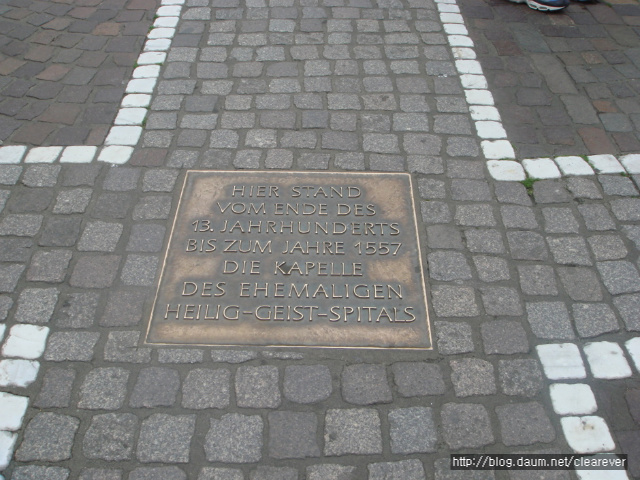 HIER STAND
VOM ENDE DES
13. JAHRHUNDERTS
BIS ZUM JAHRE 1557
DIE KAPELLE
DES EHEMALIGEN
HEILIG-GEIST-SPITALS
http://blog.daum.net/clearever